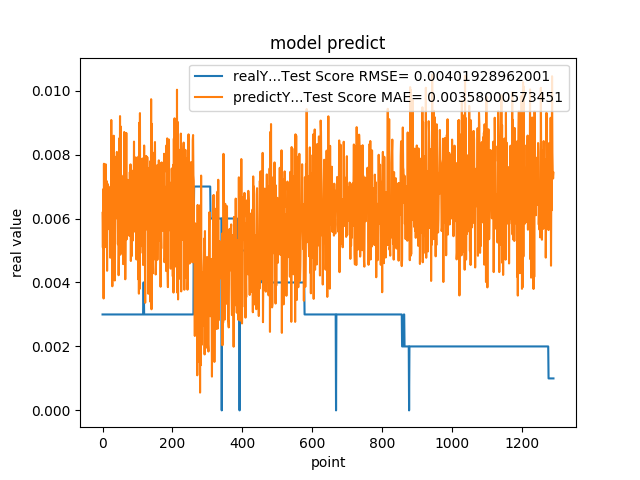 model predict
realY...Test Score RMSE= 0.00401928962001
predictY...Test Score MAE= 0.00358000573451
0.010
0.008
0.006
0.004
0.002
0.000
real value
0 200 400 600 800 1000 1200
point